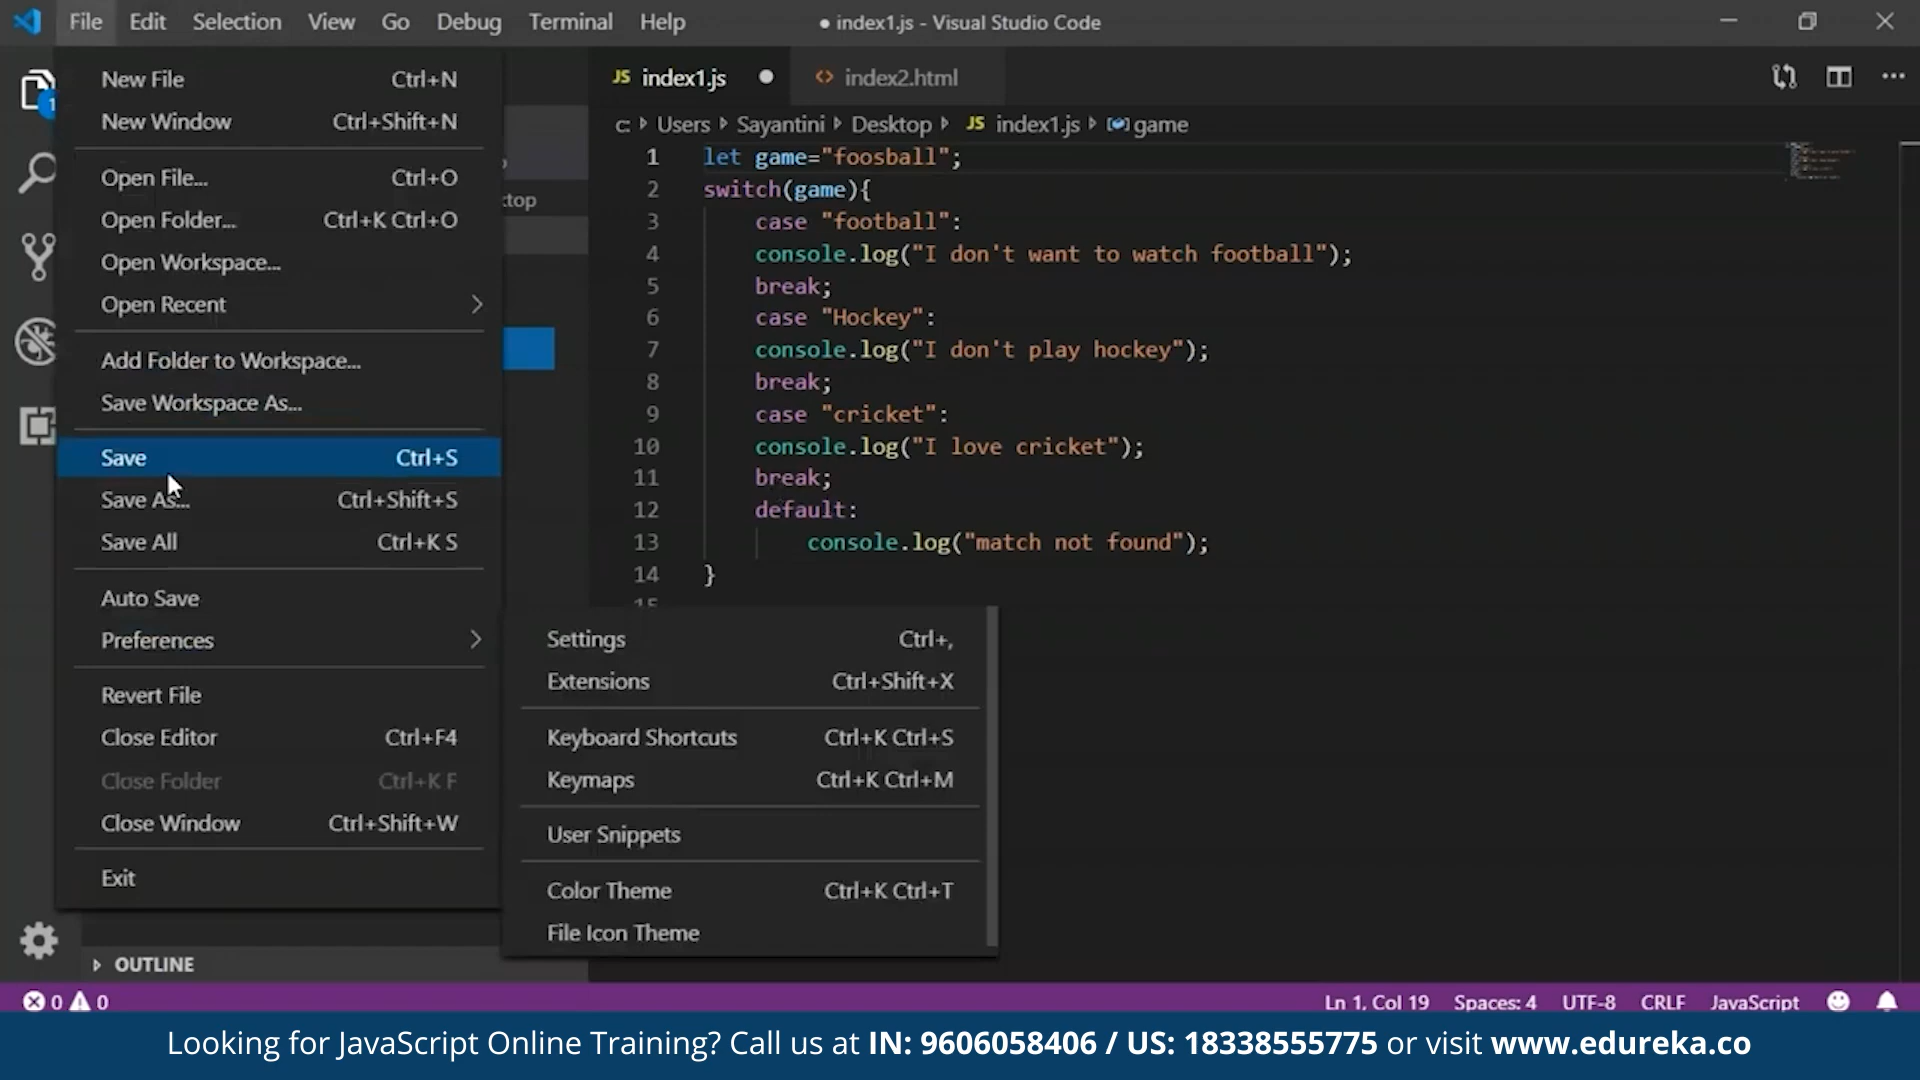 File Edit Selection View Go Debug Terminal Help ● index1.js - Visual Studio Code
New File Ctrl+N
New Window Ctrl+Shift+N
Open File... Ctrl+O
Open Folder... Ctrl+K Ctrl+O
Open Workspace...
Open Recent
Add Folder to Workspace...
Save Workspace As...
Save Ctrl+S
Save As... Ctrl+Shift+S
Save All Ctrl+K S
Auto Save
Preferences
Revert File
Close Editor Ctrl+F4
Close Folder Ctrl+K F
Close Window Ctrl+Shift+W
Exit
1
Settings Ctrl+,
Extensions Ctrl+Shift+X
Keyboard Shortcuts Ctrl+K Ctrl+S
Keymaps Ctrl+K Ctrl+M
User Snippets
Color Theme Ctrl+K Ctrl+T
File Icon Theme
OUTLINE
JS index1.js ● <> index2.html
c: Users Sayantini Desktop JS index1.js game
1 let game="foosball";
2 switch(game){
3 case "football":
4 console.log("I don't want to watch football");
5 break;
6 case "Hockey":
7 console.log("I don't play hockey");
8 break;
9 case "cricket":
10 console.log("I love cricket");
11 break;
12 default:
13 console.log("match not found");
14 }
15
0 0 Ln 1, Col 19 Spaces: 4 UTF-8 CRLF JavaScript
Looking for JavaScript Online Training? Call us at IN: 9606058406 / US: 18338555775 or visit www.edureka.co